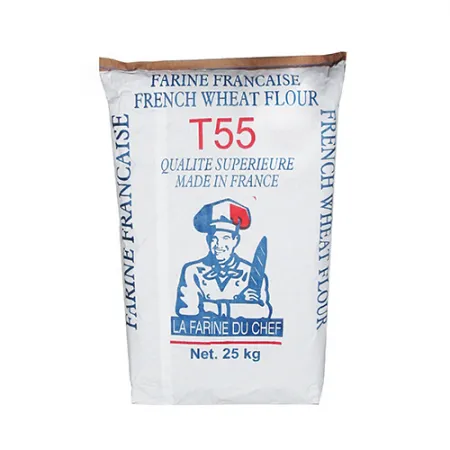 FARINE FRANCAISE
FRENCH WHEAT FLOUR
T55
QUALITE SUPERIEURE
MADE IN FRANCE
LA FARINE DU CHEF
Net. 25 kg
FARINE FRANCAISE
FRENCH WHEAT FLOUR